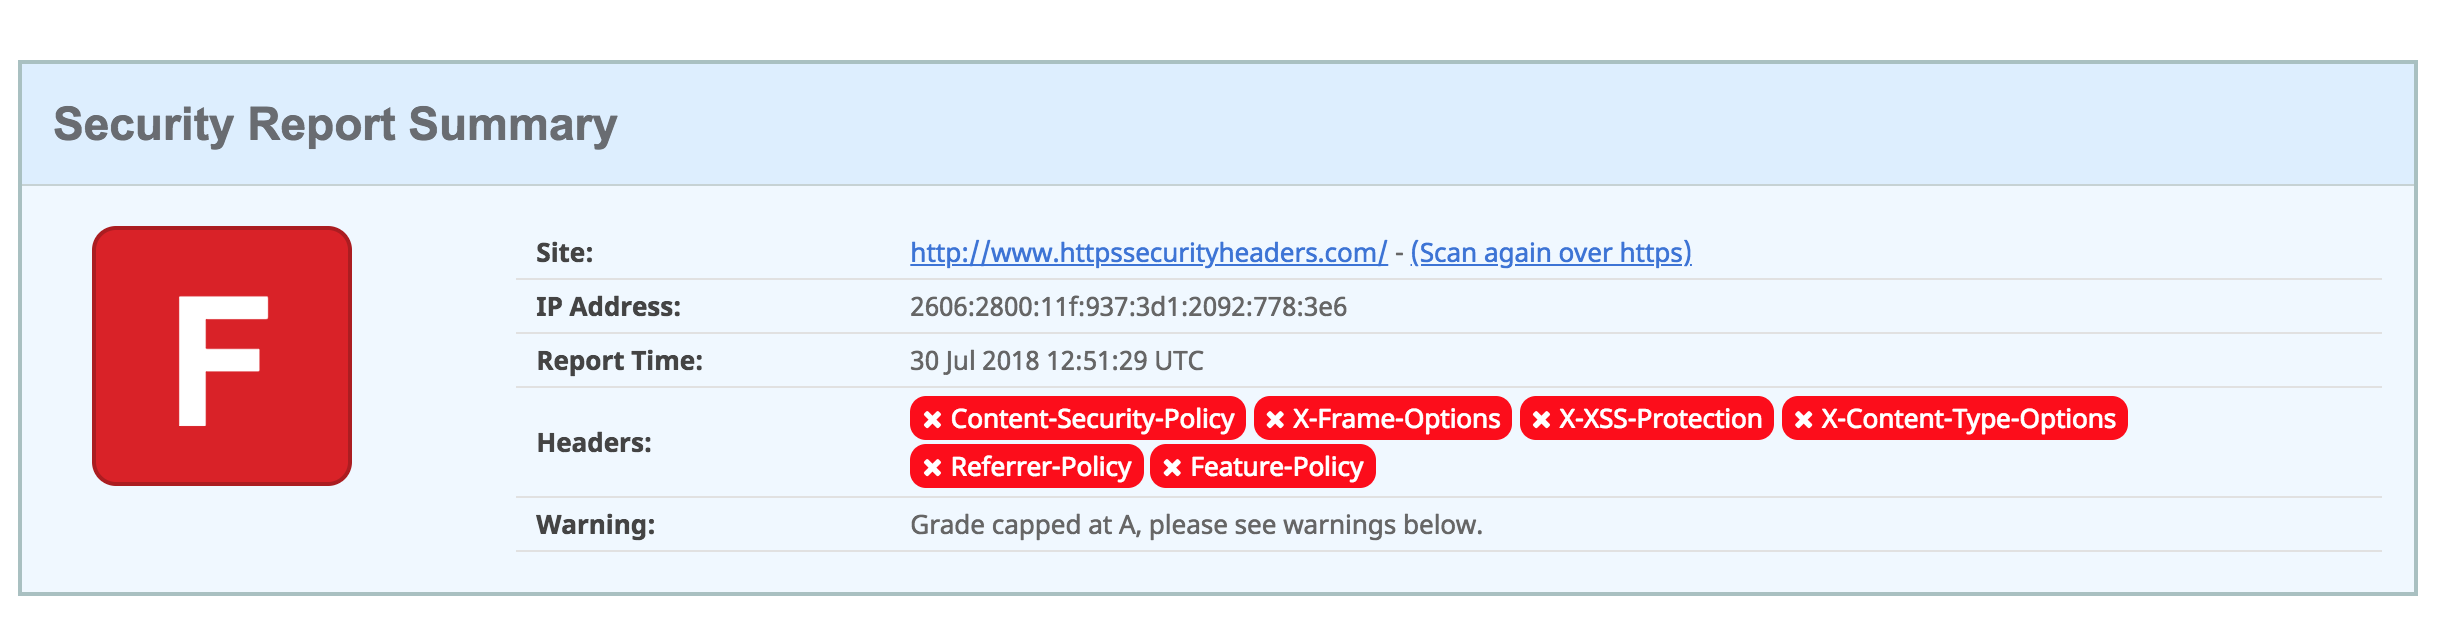 Security Report Summary
F
Site: http://www.httpssecurityheaders.com/ - (Scan again over https)
IP Address: 2606:2800:11f:937:3d1:2092:778:3e6
Report Time: 30 Jul 2018 12:51:29 UTC
Headers: ✖ Content-Security-Policy ✖ X-Frame-Options ✖ X-XSS-Protection ✖ X-Content-Type-Options
✖ Referrer-Policy ✖ Feature-Policy
Warning: Grade capped at A, please see warnings below.